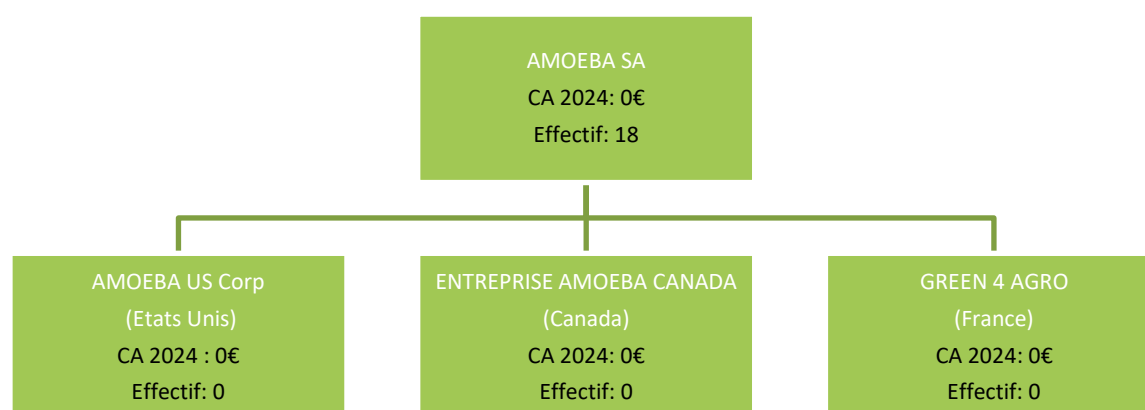 AMOEBA SA
CA 2024: 0€
Effectif: 18
AMOEBA US Corp
(Etats Unis)
CA 2024 : 0€
Effectif: 0
ENTREPRISE AMOEBA CANADA
(Canada)
CA 2024: 0€
Effectif: 0
GREEN 4 AGRO
(France)
CA 2024: 0€
Effectif: 0